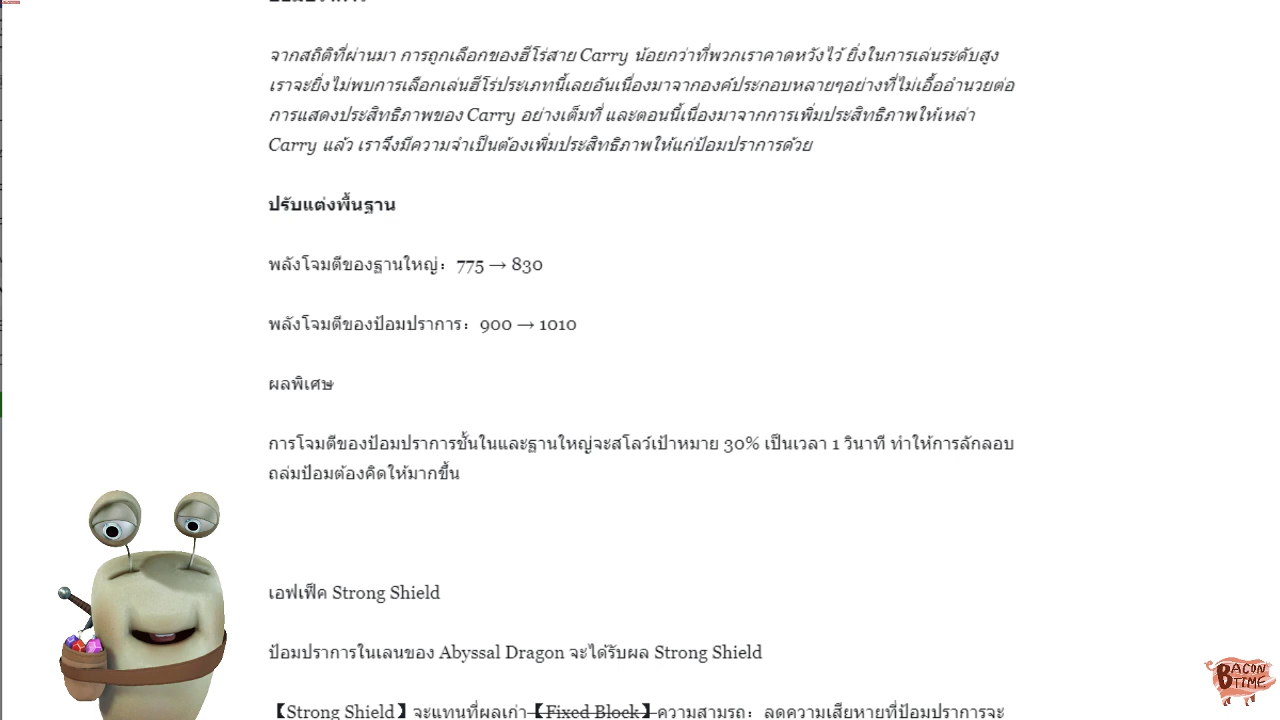 จากสถิติที่ผ่านมา การถูกเลือกของฮีโร่สาย Carry น้อยกว่าที่พวกเราคาดหวังไว้ ยิ่งในการเล่นระดับสูง
เราจะยิ่งไม่พบการเลือกเล่นฮีโร่ประเภทนี้เลยอันเนื่องมาจากองค์ประกอบหลายๆอย่างที่ไม่เอื้ออำนวยต่อ
การแสดงประสิทธิภาพของ Carry อย่างเต็มที่ และตอนนี้เนื่องมาจากการเพิ่มประสิทธิภาพให้เหล่า
Carry แล้ว เราจึงมีความจำเป็นต้องเพิ่มประสิทธิภาพให้แก่ป้อมปราการด้วย
ปรับแต่งพื้นฐาน
พลังโจมตีของฐานใหญ่：775 → 830
พลังโจมตีของป้อมปราการ：900 → 1010
ผลพิเศษ
การโจมตีของป้อมปราการชั้นในและฐานใหญ่จะสโลว์เป้าหมาย 30% เป็นเวลา 1 วินาที ทำให้การลักลอบ
ถล่มป้อมต้องคิดให้มากขึ้น
เอฟเฟ็ค Strong Shield
ป้อมปราการในเลนของ Abyssal Dragon จะได้รับผล Strong Shield
【Strong Shield】จะแทนที่ผลเก่า【Fixed Block】ความสามรถ：ลดความเสียหายที่ป้อมปราการจะ
BACON
TIME